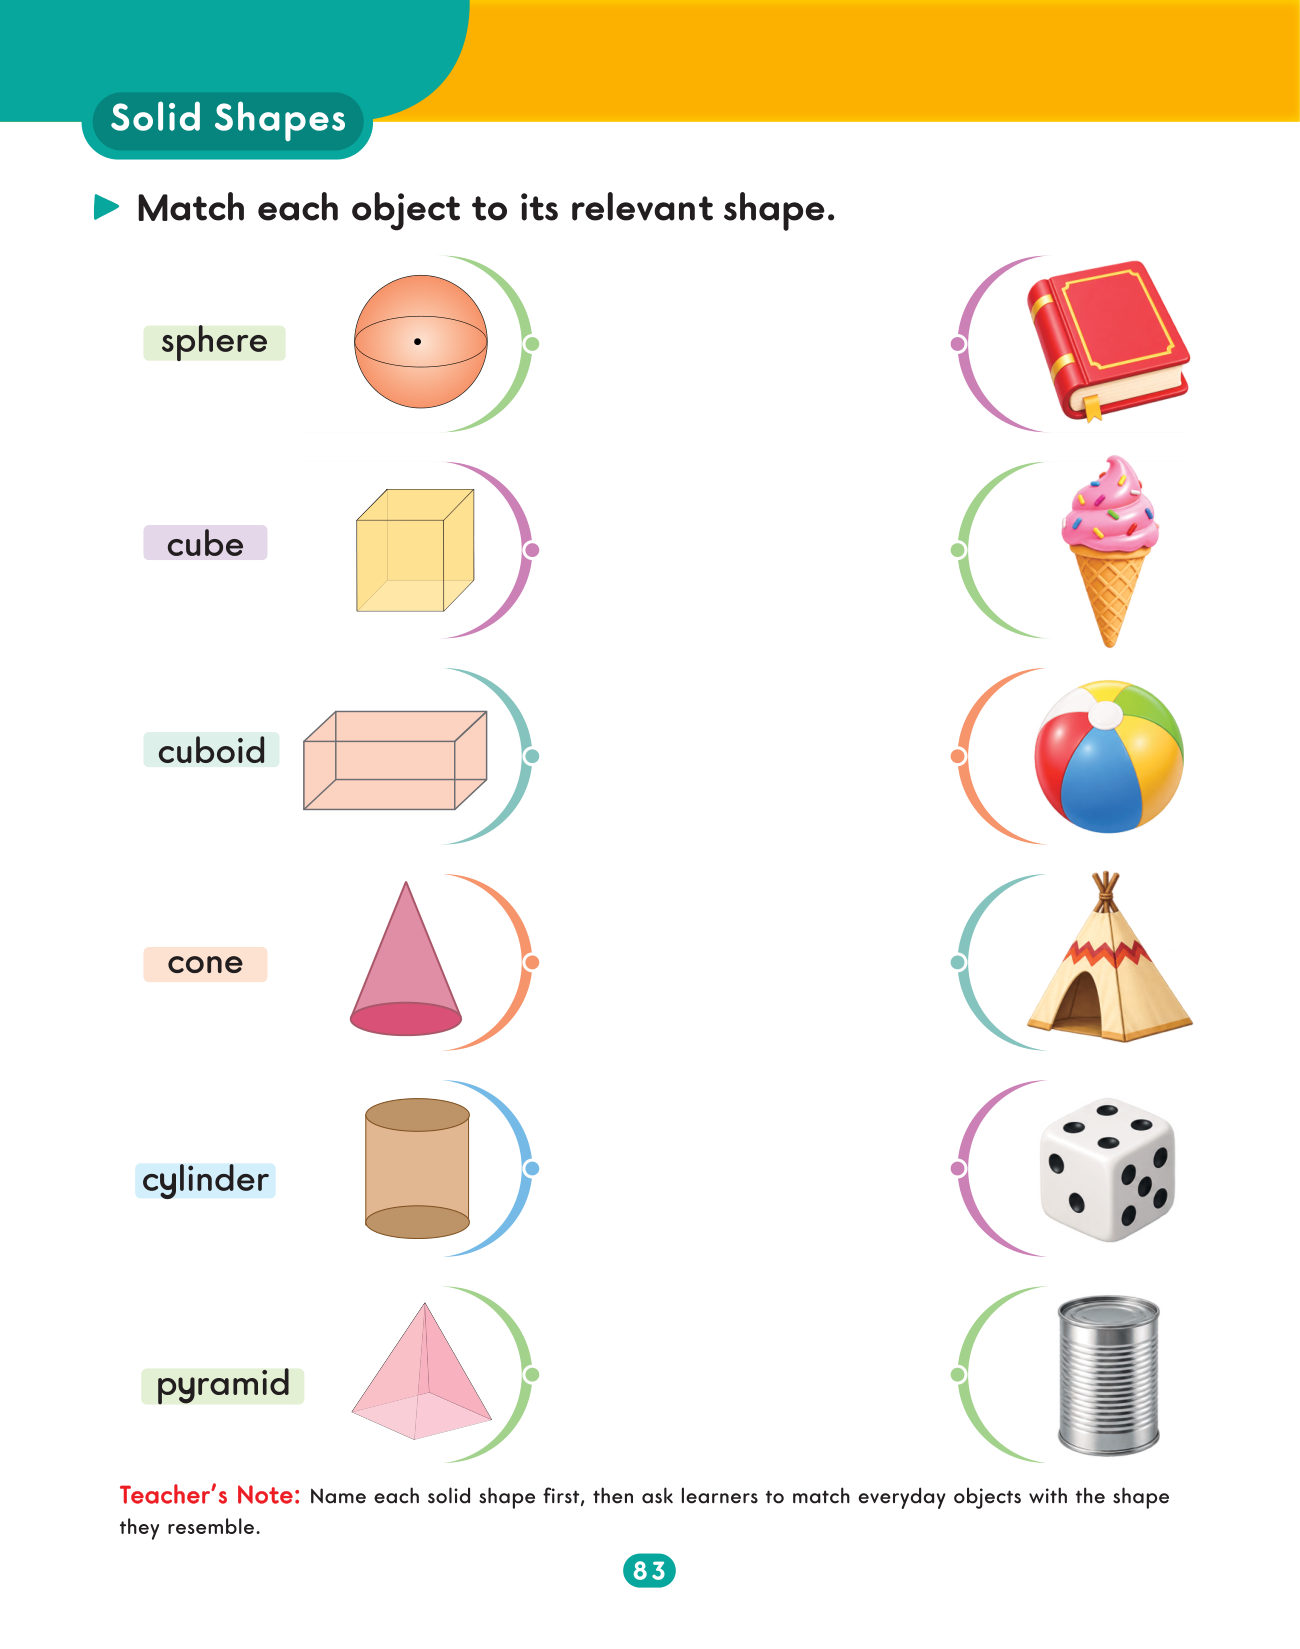 Solid Shapes
Match each object to its relevant shape.
sphere
cube
cuboid
cone
cylinder
pyramid
Teacher's Note: Name each solid shape first, then ask learners to match everyday objects with the shape
they resemble.
83